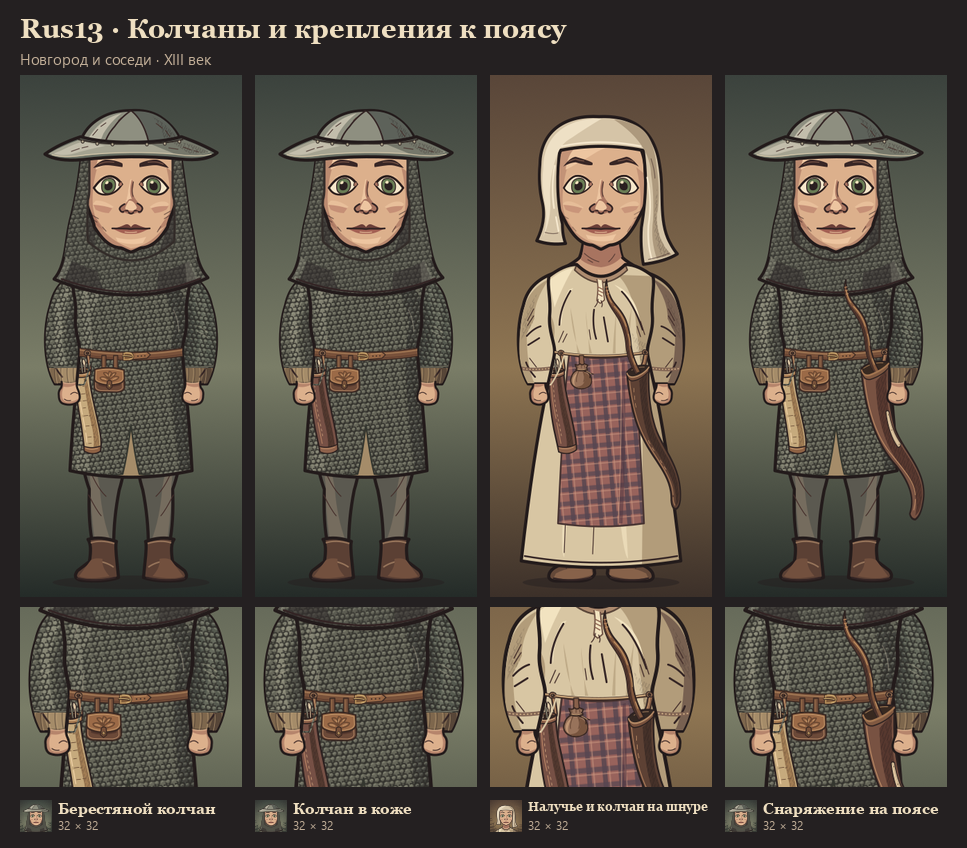 Rus13 · Колчаны и крепления к поясу
Новгород и соседи · XIII век
Берестяной колчан
32 × 32
Колчан в коже
32 × 32
Налучье и колчан на шнуре
32 × 32
Снаряжение на поясе
32 × 32